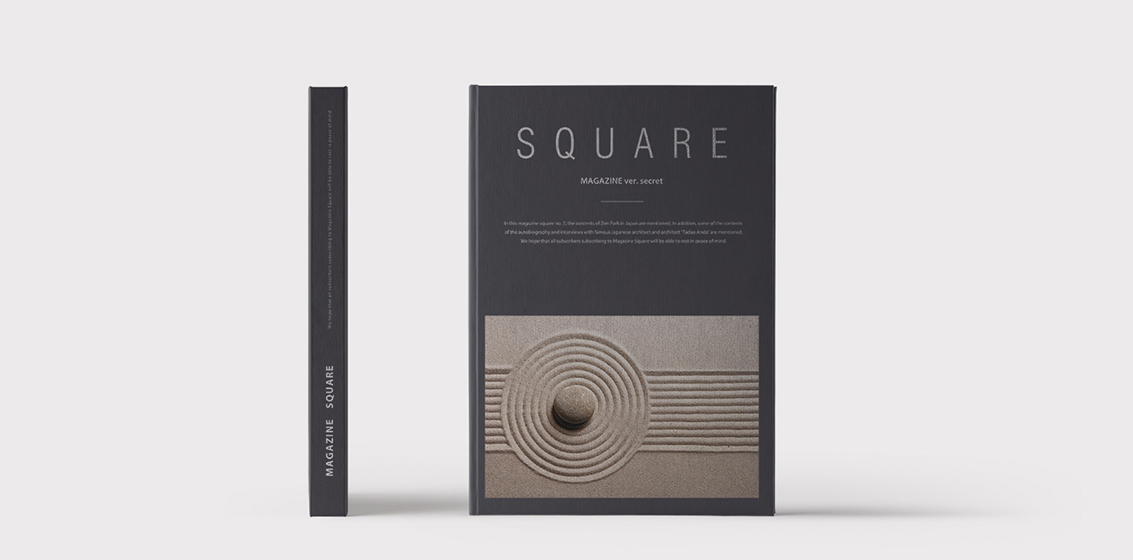 We hope that all subscribers subscribing to Magazine Square will be able to rest in peace of mind
MAGAZINE SQUARE
SQUARE
MAGAZINE ver. secret
In this magazine square no. 7, the contents of Zen Park in Japan are mentioned. In addition, some of the contents
of the autobiography and interviews with famous Japanese architect and architect 'Tadao Ando' are mentioned.
We hope that all subscribers subscribing to Magazine Square will be able to rest in peace of mind.